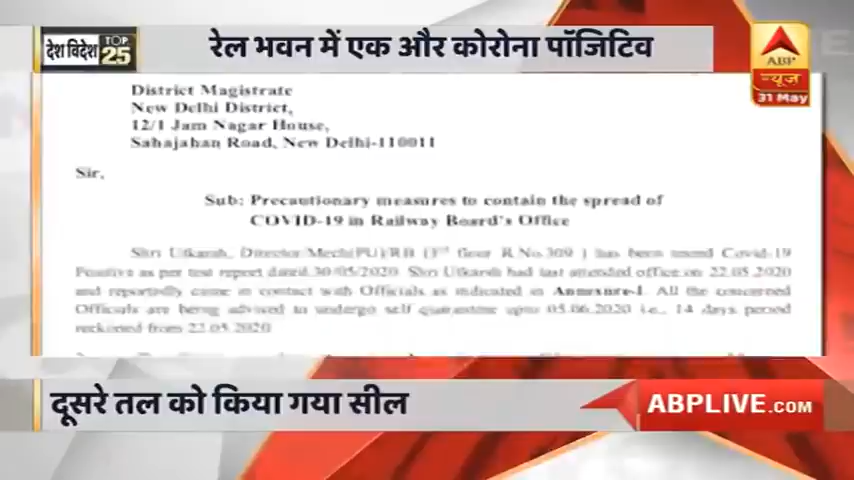 देश विदेश TOP 25
रेल भवन में एक और कोरोना पॉजिटिव
ABP
न्यूज़
31 May
District Magistrate
New Delhi District,
12/1 Jam Nagar House,
Sahajahan Road, New Delhi-110011
Sir,
Sub: Precautionary measures to contain the spread of
COVID-19 in Railway Board's Office
Shri Utkarsh, Director/Mech(PU)/RB (3rd floor R.No.309 ) has been found Covid-19
Positive as per test report dated 30/05/2020. Shri Utkarsh had last attended office on 22.05.2020
and reportedly came in contact with Officials as indicated in Annexure-I. All the concerned
Officials are being advised to undergo self quarantine upto 05.06.2020 i.e., 14 days period
reckoned from 22.05.2020
दूसरे तल को किया गया सील
ABPLIVE.COM